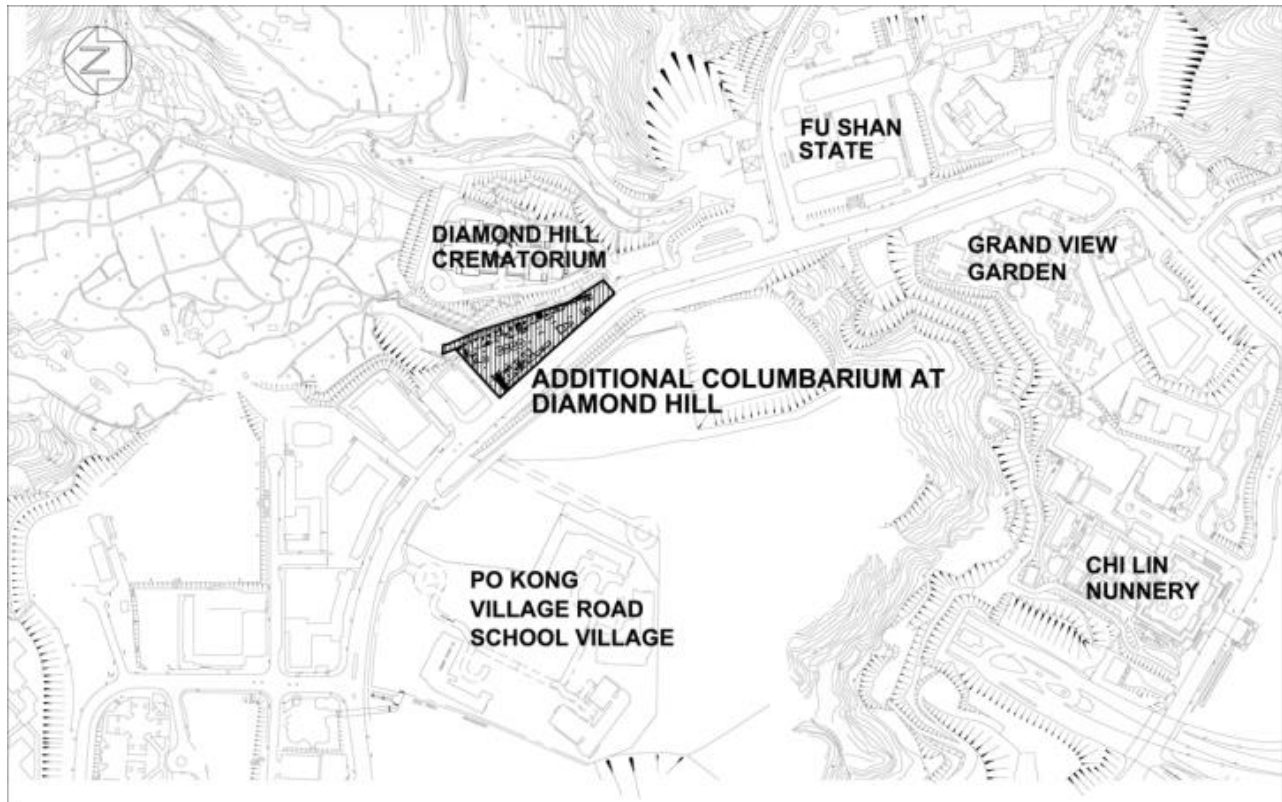 N
FU SHAN
STATE
DIAMOND HILL
CREMATORIUM
GRAND VIEW
GARDEN
ADDITIONAL COLUMBARIUM AT
DIAMOND HILL
PO KONG
VILLAGE ROAD
SCHOOL VILLAGE
CHI LIN
NUNNERY